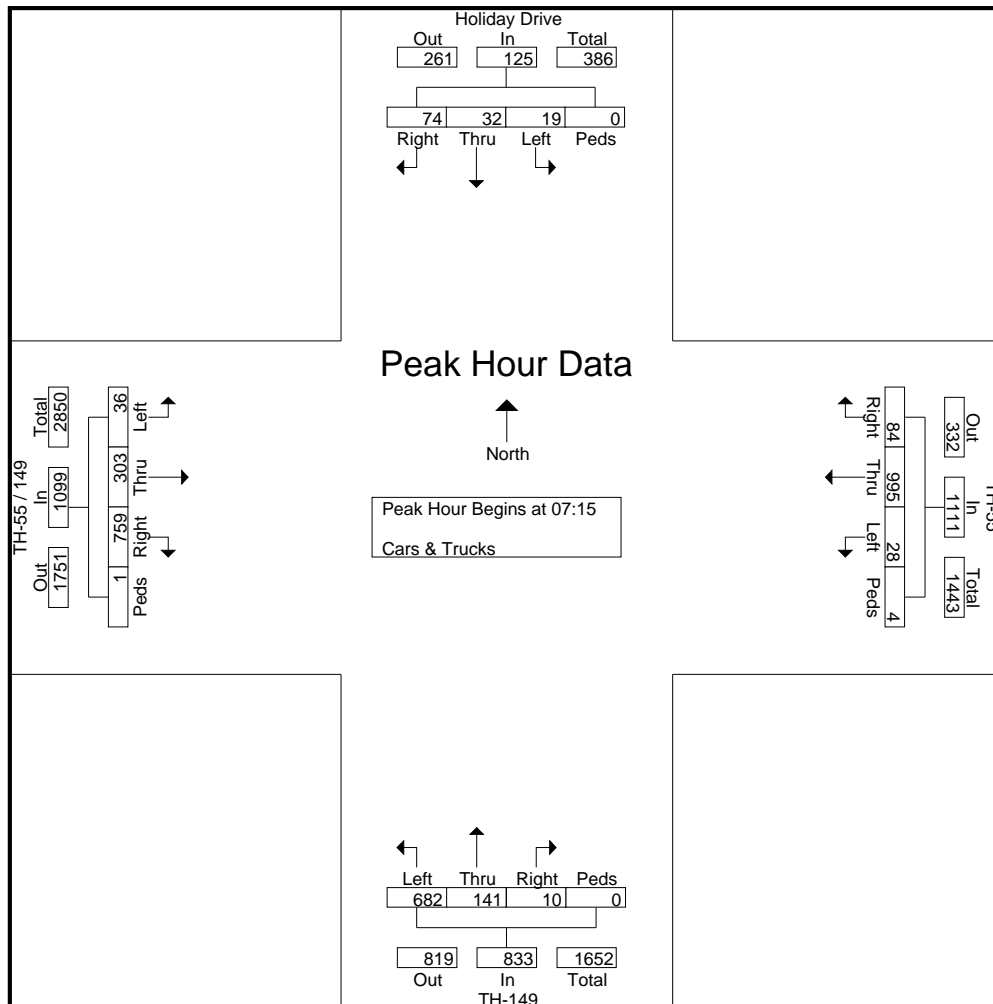 Holiday Drive
Out In Total
261 125 386
74 32 19 0
Right Thru Left Peds
Peak Hour Data
North
Peak Hour Begins at 07:15
Cars & Trucks
TH-55 / 149
Out In Total
1751 1099 2850
36 303 759 1
Left Thru Right Peds
Out In Total
332 1111 1443
84 995 28 4
Right Thru Left Peds
Left Thru Right Peds
682 141 10 0
819 833 1652
Out In Total
TH-149